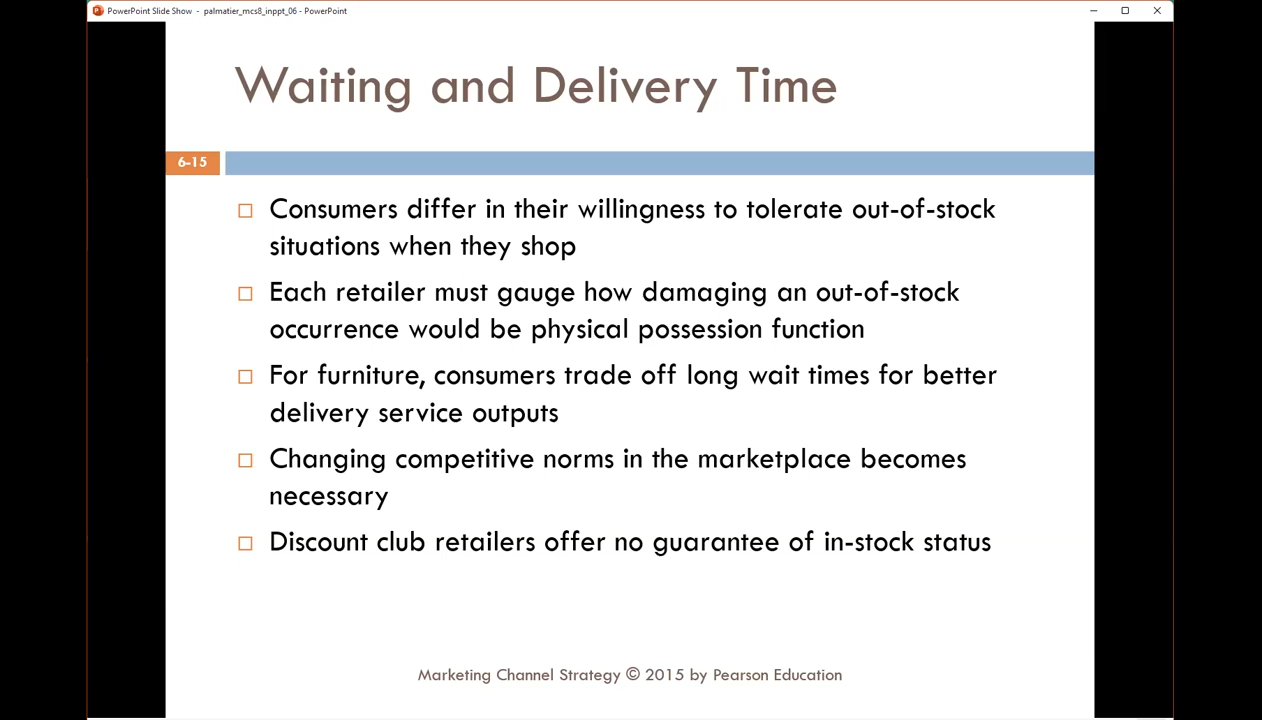 PowerPoint Slide Show - palmatier_mcs8_inppt_06 - PowerPoint
Waiting and Delivery Time
6-15
Consumers differ in their willingness to tolerate out-of-stock
situations when they shop
Each retailer must gauge how damaging an out-of-stock
occurrence would be physical possession function
For furniture, consumers trade off long wait times for better
delivery service outputs
Changing competitive norms in the marketplace becomes
necessary
Discount club retailers offer no guarantee of in-stock status
Marketing Channel Strategy © 2015 by Pearson Education